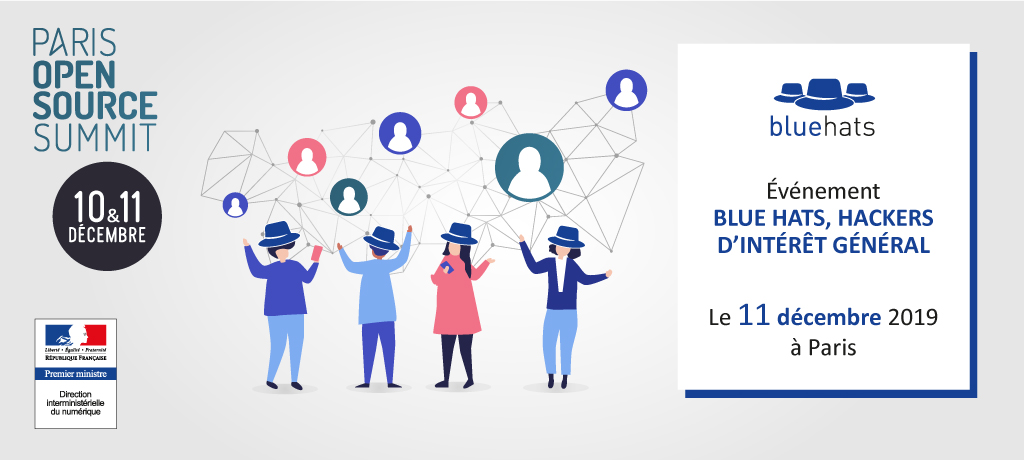 PARIS
OPEN
SOURCE
SUMMIT
10&11
DÉCEMBRE
Liberté • Égalité • Fraternité
RÉPUBLIQUE FRANÇAISE
Premier ministre
Direction
interministérielle
du numérique
bluehats
Événement
BLUE HATS, HACKERS
D’INTÉRÊT GÉNÉRAL
Le 11 décembre 2019
à Paris